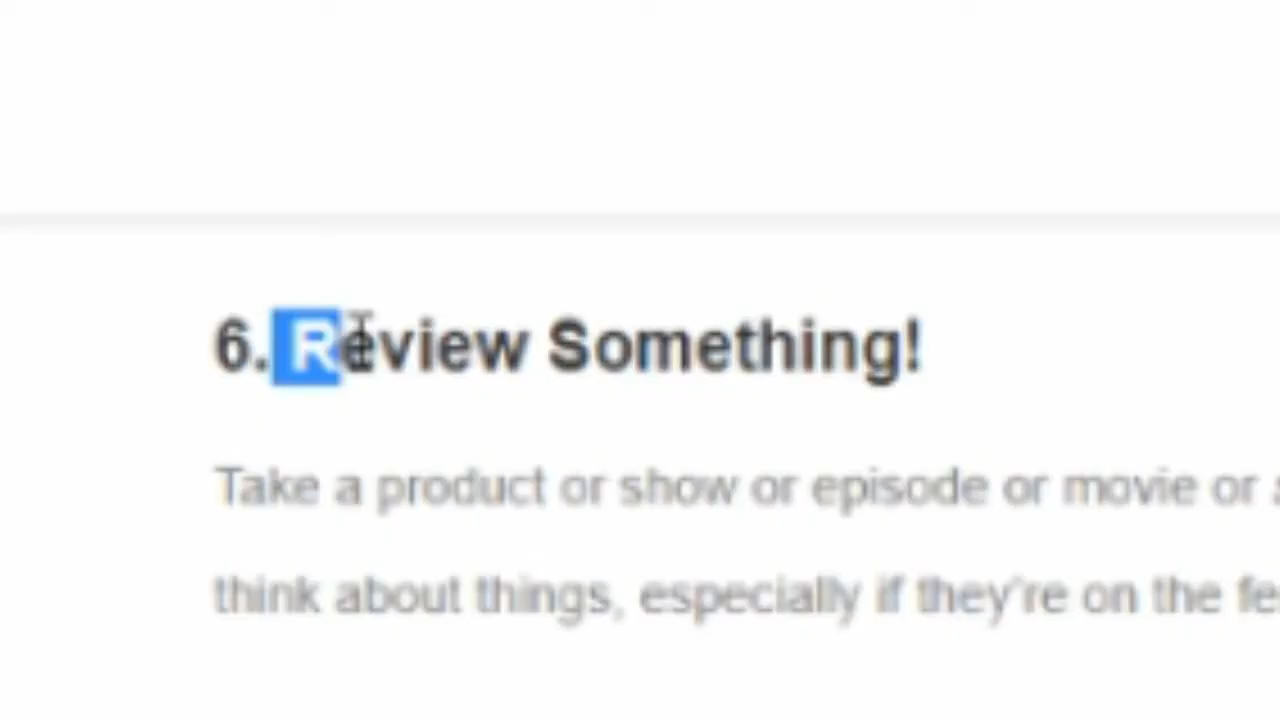 6. Review Something!
Take a product or show or episode or movie or
think about things, especially if they're on the